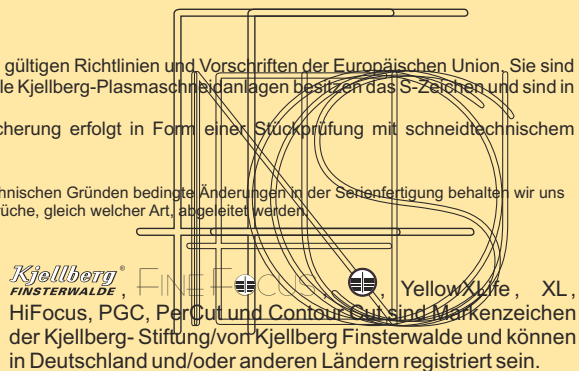 gültigen Richtlinien und Vorschriften der Europäischen Union. Sie sind
le Kjellberg-Plasmaschneidanlagen besitzen das S-Zeichen und sind in
cherung erfolgt in Form einer Stückprüfung mit schneidtechnischem
hnischen Gründen bedingte Änderungen in der Serienfertigung behalten wir uns
rüche, gleich welcher Art, abgeleitet werden.
Kjellberg®
FINSTERWALDE, FINEFOCUS, , YellowXLife, XL,
HiFocus, PGC, PerCut und Contour Cut sind Markenzeichen
der Kjellberg- Stiftung/von Kjellberg Finsterwalde und können
in Deutschland und/oder anderen Ländern registriert sein.